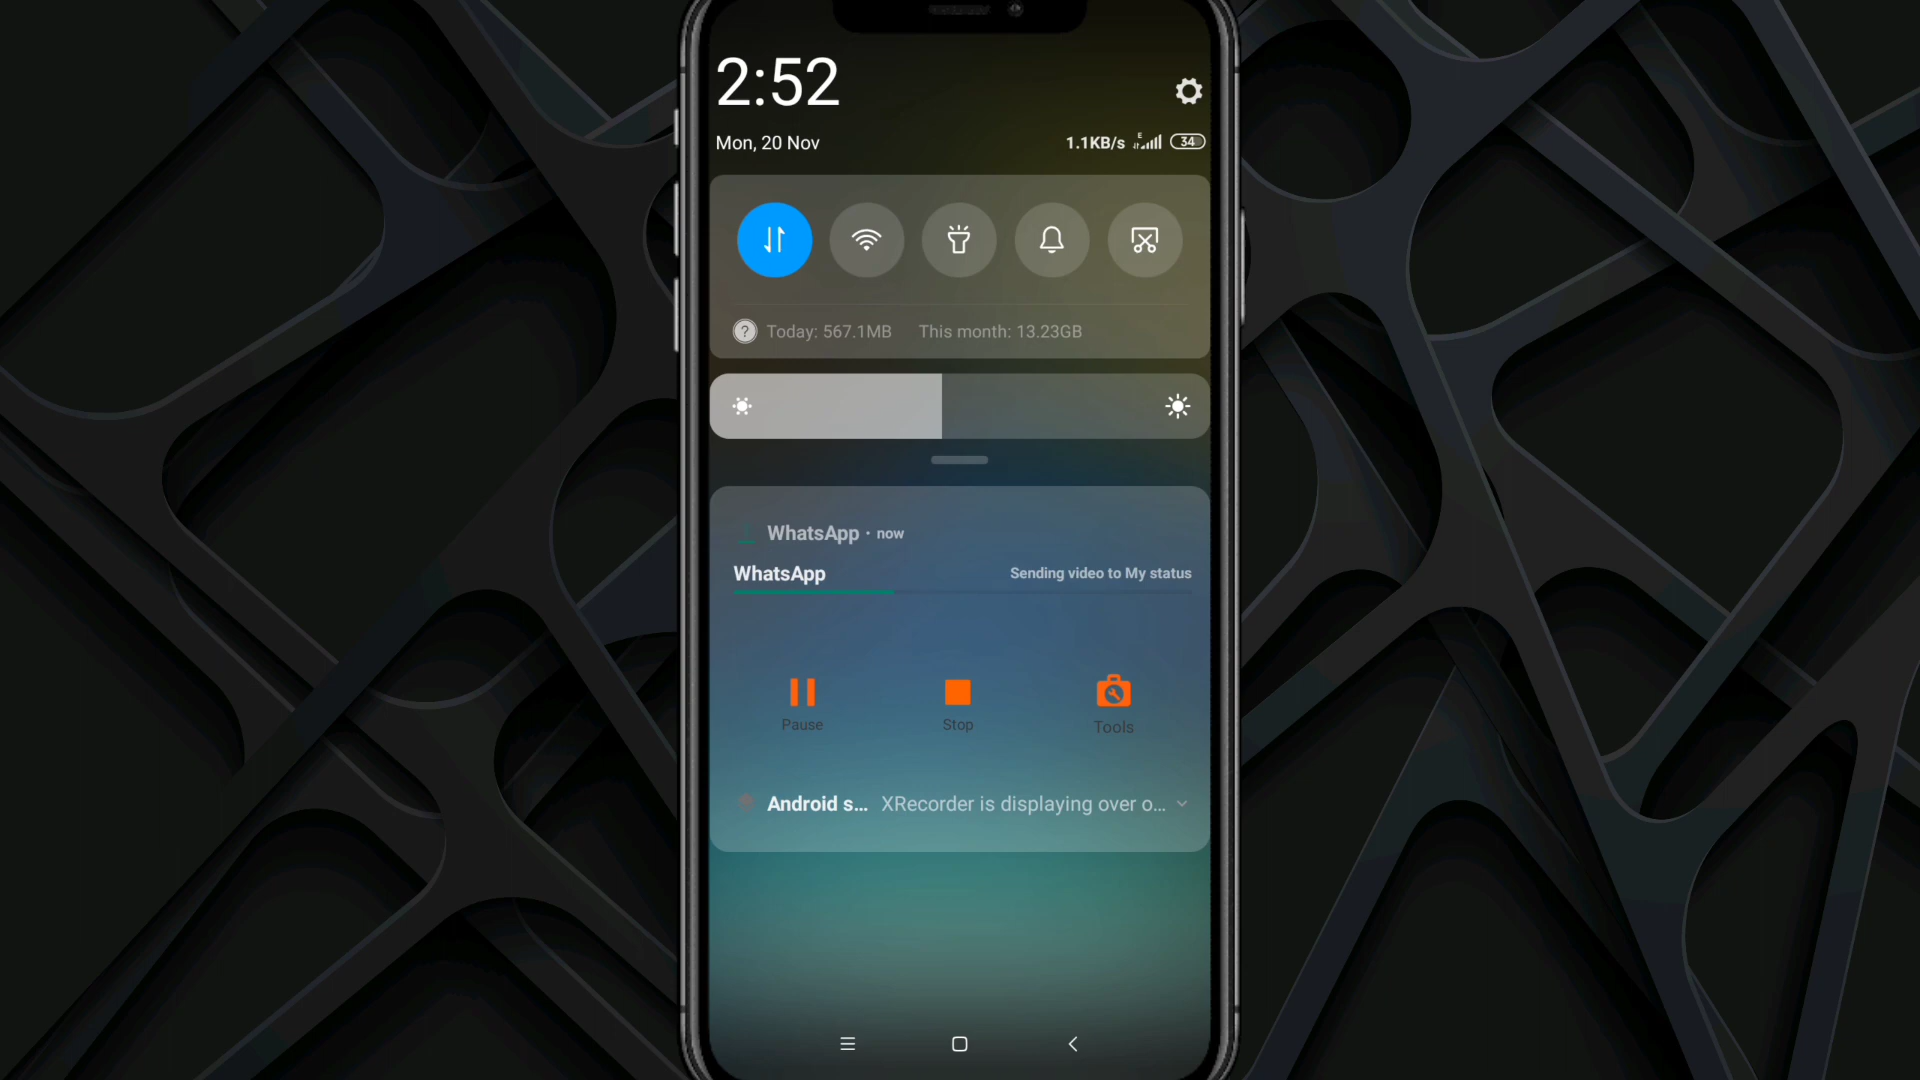 2:52
Mon, 20 Nov
1.1KB/s E 34
? Today: 567.1MB This month: 13.23GB
WhatsApp • now
WhatsApp Sending video to My status
Pause Stop Tools
Android s... XRecorder is displaying over o...